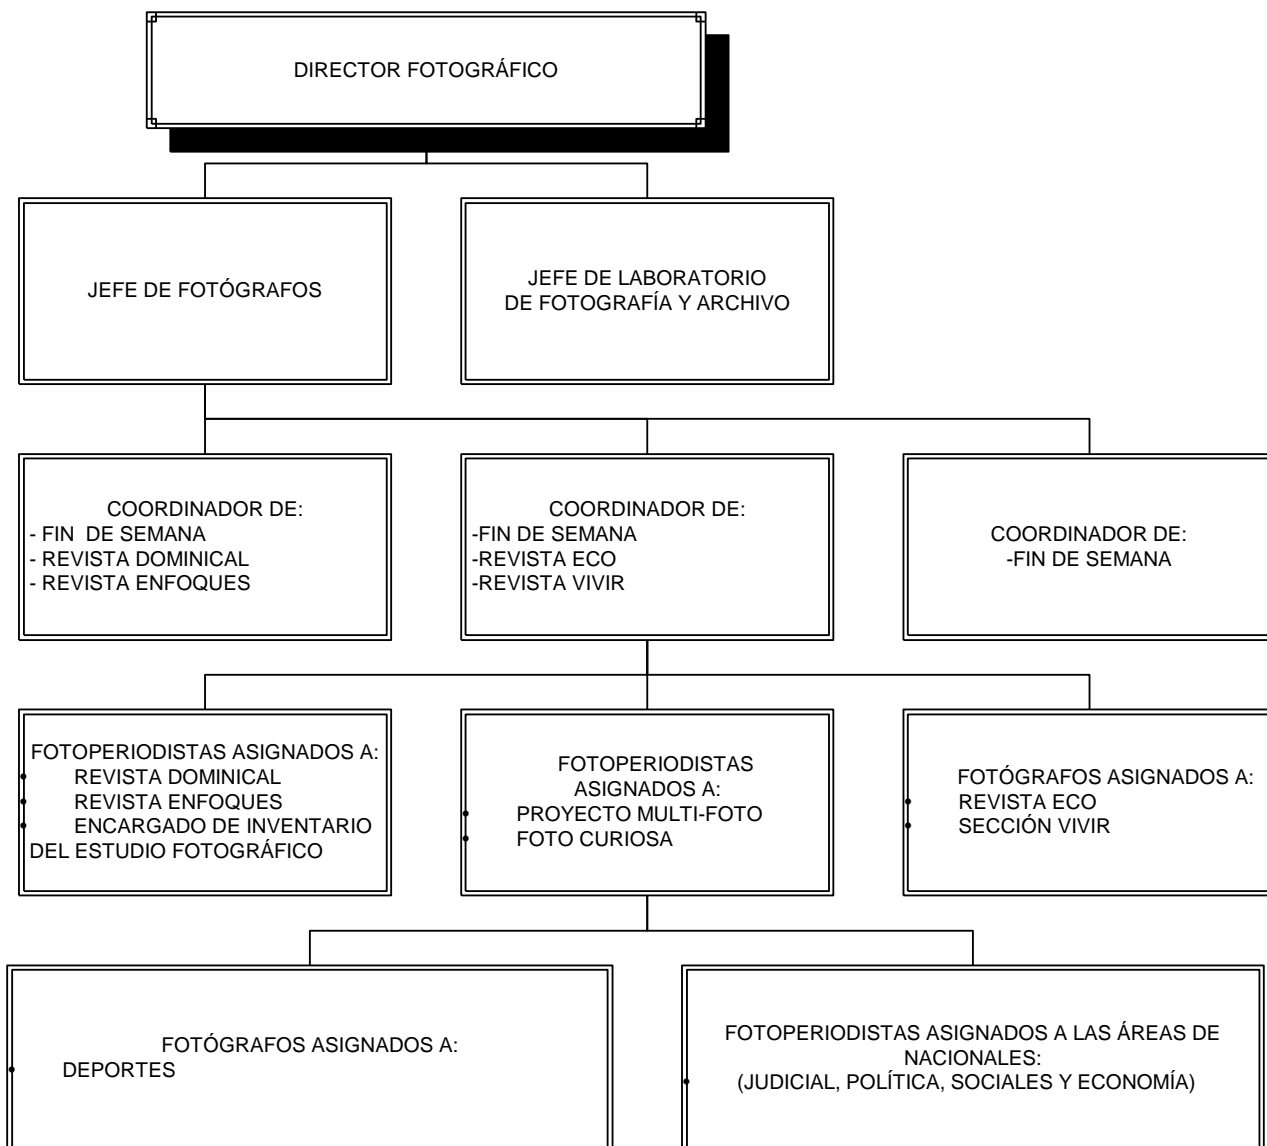 DIRECTOR FOTOGRÁFICO
JEFE DE FOTÓGRAFOS
JEFE DE LABORATORIO
DE FOTOGRAFÍA Y ARCHIVO
COORDINADOR DE:
- FIN DE SEMANA
- REVISTA DOMINICAL
- REVISTA ENFOQUES
COORDINADOR DE:
-FIN DE SEMANA
-REVISTA ECO
-REVISTA VIVIR
COORDINADOR DE:
-FIN DE SEMANA
FOTOPERIODISTAS ASIGNADOS A:
• REVISTA DOMINICAL
• REVISTA ENFOQUES
• ENCARGADO DE INVENTARIO
DEL ESTUDIO FOTOGRÁFICO
FOTOPERIODISTAS
ASIGNADOS A:
• PROYECTO MULTI-FOTO
• FOTO CURIOSA
FOTÓGRAFOS ASIGNADOS A:
• REVISTA ECO
• SECCIÓN VIVIR
FOTÓGRAFOS ASIGNADOS A:
• DEPORTES
FOTOPERIODISTAS ASIGNADOS A LAS ÁREAS DE
NACIONALES:
• (JUDICIAL, POLÍTICA, SOCIALES Y ECONOMÍA)